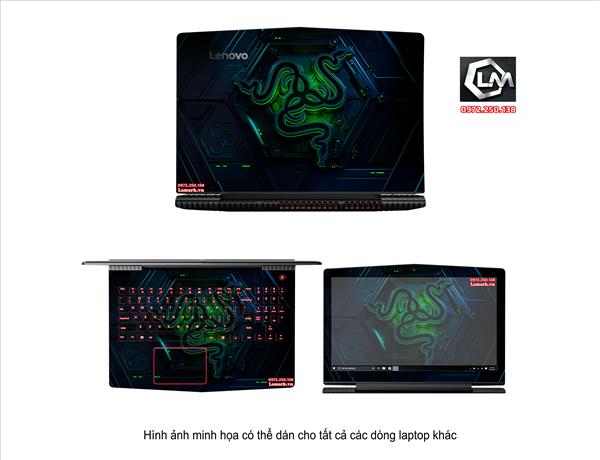 Lenovo
LM
0972.250.138
0972.250.138
Lamark.vn
0972.250.138
Lamark.vn
0972.250.138
Lamark.vn
Hình ảnh minh họa có thể dán cho tất cả các dòng laptop khác